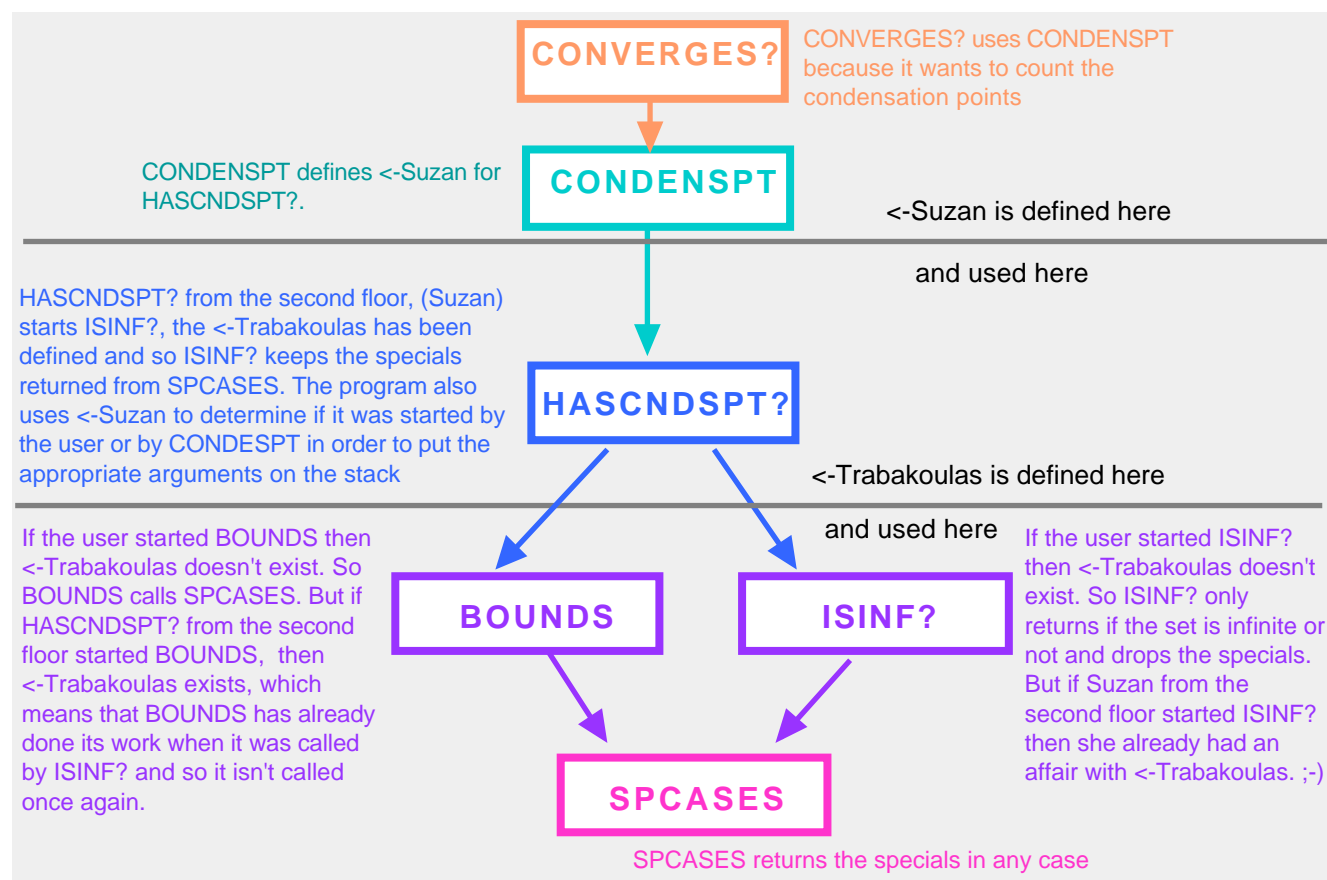 CONVERGES?
CONVERGES? uses CONDENSPT
because it wants to count the
condensation points
CONDENSPT defines <-Suzan for
HASCNDSPT?.
CONDENSPT
<-Suzan is defined here
and used here
HASCNDSPT? from the second floor, (Suzan)
starts ISINF?, the <-Trabakoulas has been
defined and so ISINF? keeps the specials
returned from SPCASES. The program also
uses <-Suzan to determine if it was started by
the user or by CONDESPT in order to put the
appropriate arguments on the stack
HASCNDSPT?
<-Trabakoulas is defined here
and used here
If the user started BOUNDS then
<-Trabakoulas doesn't exist. So
BOUNDS calls SPCASES. But if
HASCNDSPT? from the second
floor started BOUNDS, then
<-Trabakoulas exists, which
means that BOUNDS has already
done its work when it was called
by ISINF? and so it isn't called
once again.
BOUNDS
ISINF?
If the user started ISINF?
then <-Trabakoulas doesn't
exist. So ISINF? only
returns if the set is infinite or
not and drops the specials.
But if Suzan from the
second floor started ISINF?
then she already had an
affair with <-Trabakoulas. ;-)
SPCASES
SPCASES returns the specials in any case